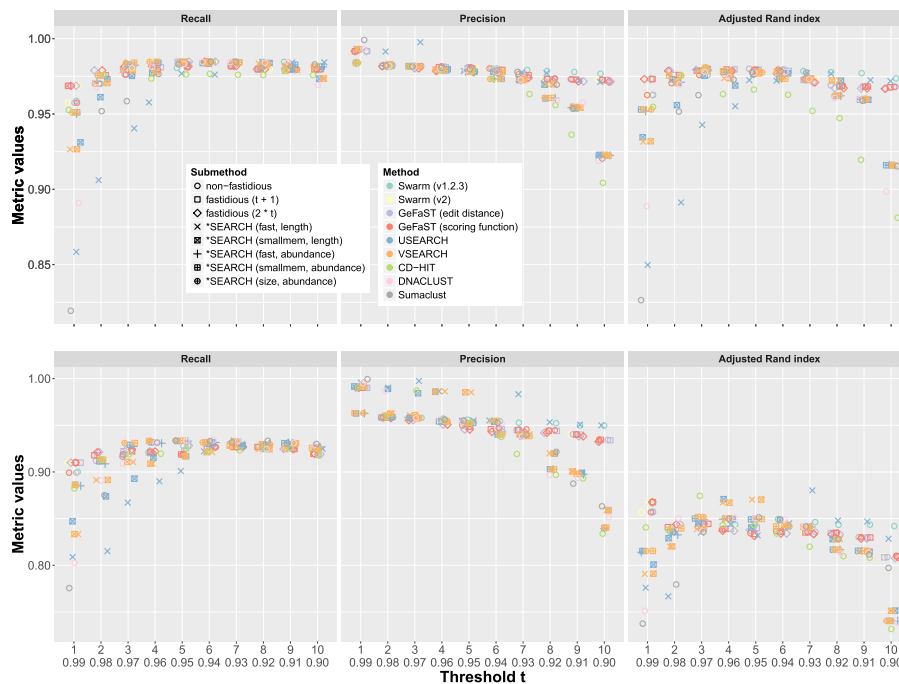 Recall Precision Adjusted Rand index
1.00
0.95
0.90
0.85
Metric values
Submethod
non−fastidious
fastidious (t + 1)
fastidious (2 * t)
*SEARCH (fast, length)
*SEARCH (smallmem, length)
*SEARCH (fast, abundance)
*SEARCH (smallmem, abundance)
*SEARCH (size, abundance)
Method
Swarm (v1.2.3)
Swarm (v2)
GeFaST (edit distance)
GeFaST (scoring function)
USEARCH
VSEARCH
CD−HIT
DNACLUST
Sumaclust
Recall Precision Adjusted Rand index
1.00
0.90
0.80
Metric values
1 2 3 4 5 6 7 8 9 10 1 2 3 4 5 6 7 8 9 10 1 2 3 4 5 6 7 8 9 10
0.99 0.98 0.97 0.96 0.95 0.94 0.93 0.92 0.91 0.90 0.99 0.98 0.97 0.96 0.95 0.94 0.93 0.92 0.91 0.90 0.99 0.98 0.97 0.96 0.95 0.94 0.93 0.92 0.91 0.90
Threshold t